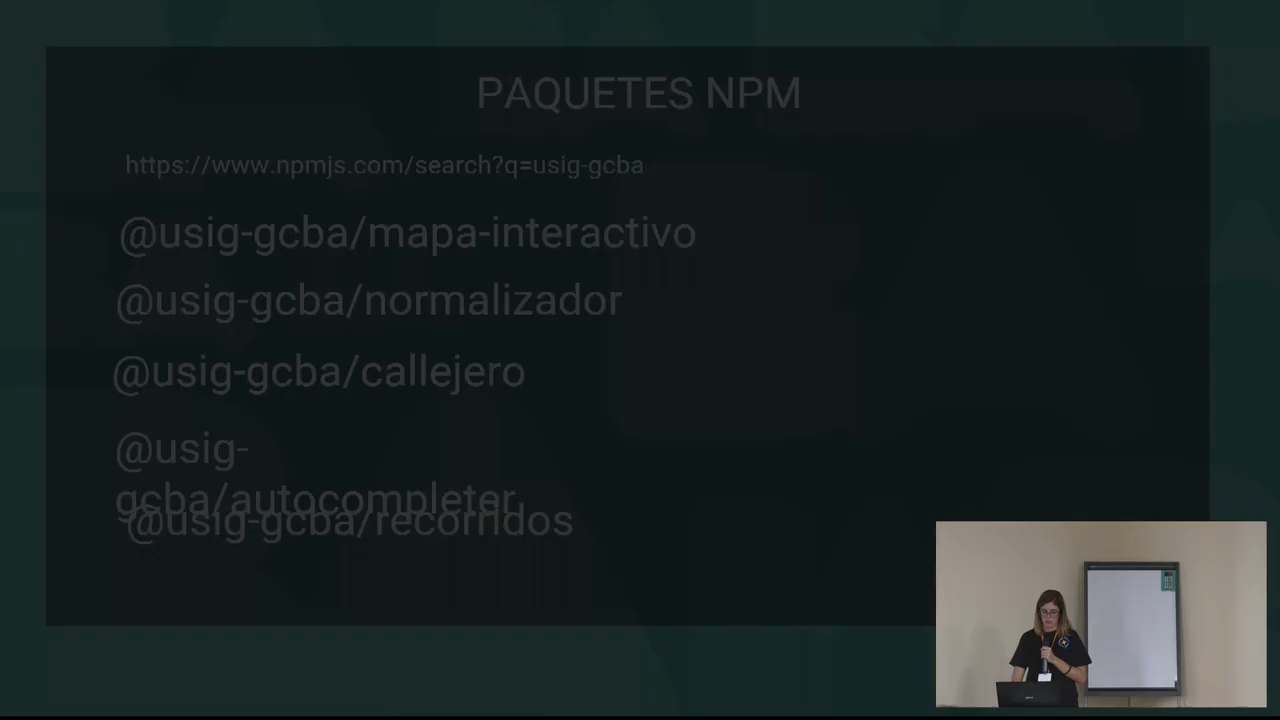 PAQUETES NPM
https://www.npmjs.com/search?q=usig-gcba
@usig-gcba/mapa-interactivo
@usig-gcba/normalizador
@usig-gcba/callejero
@usig-
gcba/autocompleter
@usig-gcba/recorridos